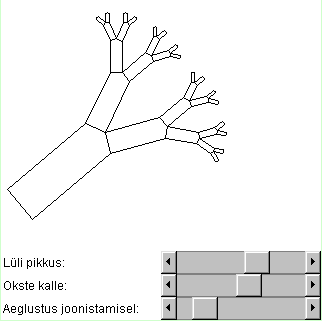 Lüli pikkus:
Okste kalle:
Aeglustus joonistamisel: